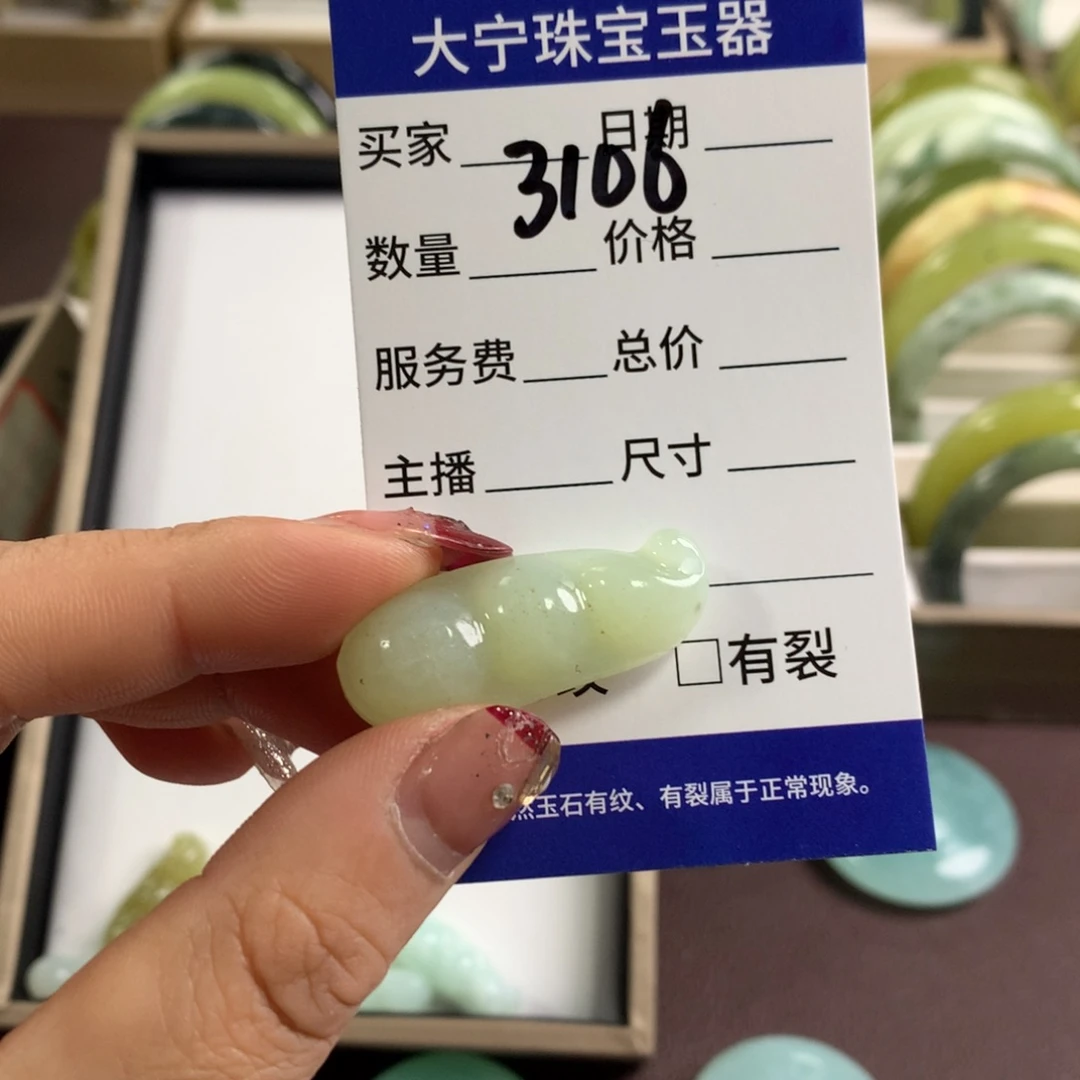 大宁珠宝玉器
买家 日期
3106
数量 价格
服务费 总价
主播 尺寸
□有裂
然玉石有纹、有裂属于正常现象。